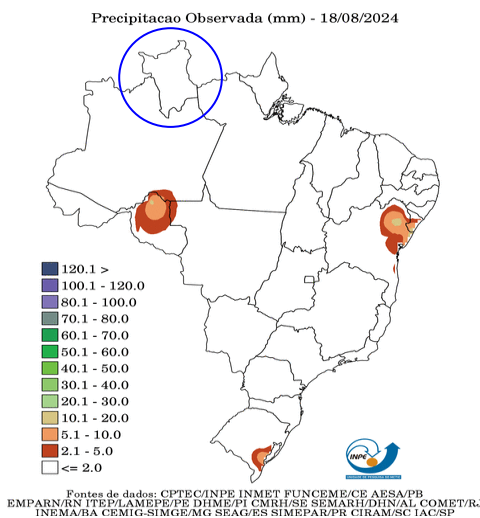 Precipitacao Observada (mm) - 18/08/2024
120.1 >
100.1 - 120.0
80.1 - 100.0
70.1 - 80.0
60.1 - 70.0
50.1 - 60.0
40.1 - 50.0
30.1 - 40.0
20.1 - 30.0
10.1 - 20.0
5.1 - 10.0
2.1 - 5.0
<= 2.0
INPE
Fontes de dados: CPTEC/INPE INMET FUNCEME/CE AESA/PB
EMPARN/RN ITEP/LAMEPE/PE DHME/PI CMRH/SE SEMARH/DHN/AL COMET/RJ
INEMA/BA CEMIG-SIMGE/MG SEAG/ES SIMEPAR/PR CIRAM/SC IAC/SP